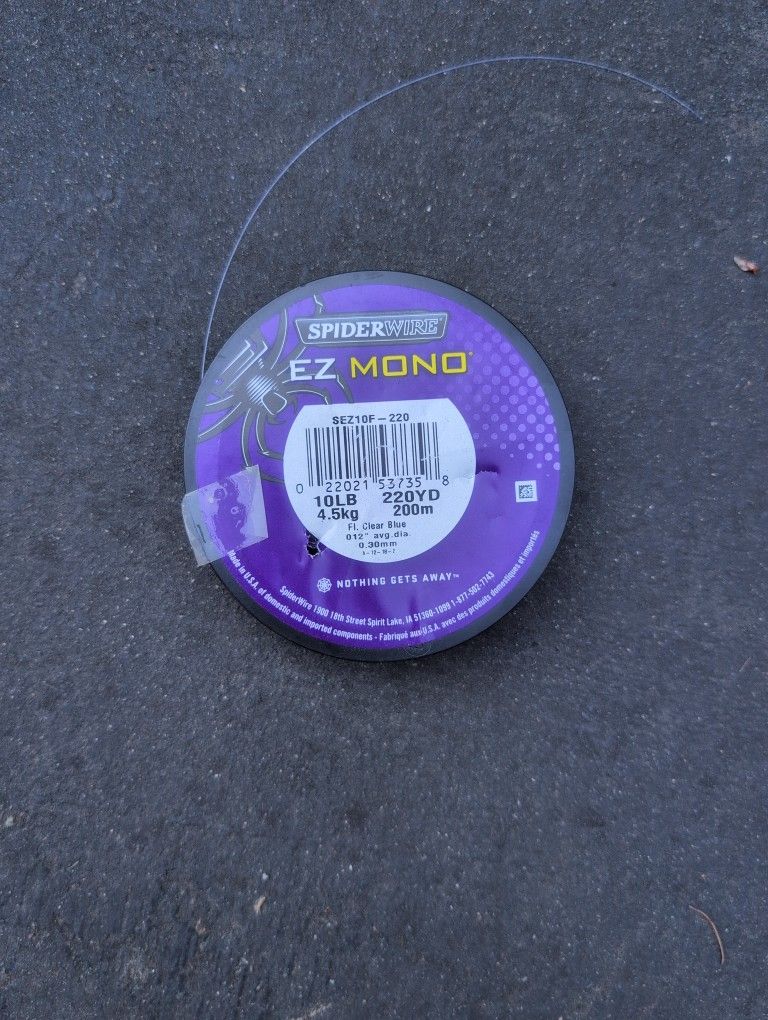 SPIDERWIRE®
EZ MONO®
SEZ10F-220
0 22021 53735 8
10LB 220YD
4.5kg 200m
Fl. Clear Blue
012" avg.dia.
0.30mm
NOTHING GETS AWAY™
SpiderWire 1900 18th Street Spirit Lake, IA 51360-1099 1-877-502-7743
Made in U.S.A. of domestic and imported components - Fabriqué aux U.S.A. avec des produits domestiques et importés